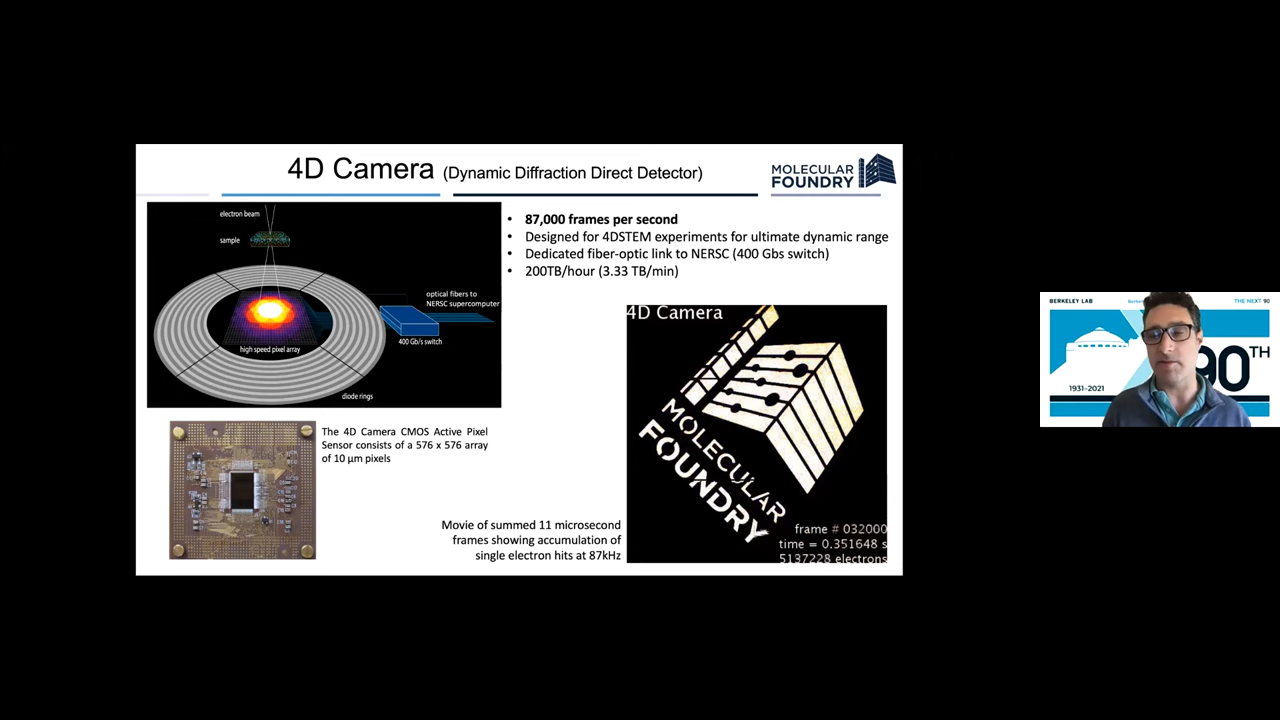 4D Camera (Dynamic Diffraction Direct Detector)
MOLECULAR
FOUNDRY
electron beam
sample
optical fibers to
NERSC supercomputer
400 Gb/s switch
high speed pixel array
diode rings
• 87,000 frames per second
• Designed for 4DSTEM experiments for ultimate dynamic range
• Dedicated fiber-optic link to NERSC (400 Gbs switch)
• 200TB/hour (3.33 TB/min)
The 4D Camera CMOS Active Pixel
Sensor consists of a 576 x 576 array
of 10 µm pixels
Movie of summed 11 microsecond
frames showing accumulation of
single electron hits at 87kHz
4D Camera
MOLECULAR
FOUNDRY
frame # 032000
time = 0.351648 s
5137228 electrons
BERKELEY LAB
THE NEXT 90
90TH
1931–2021